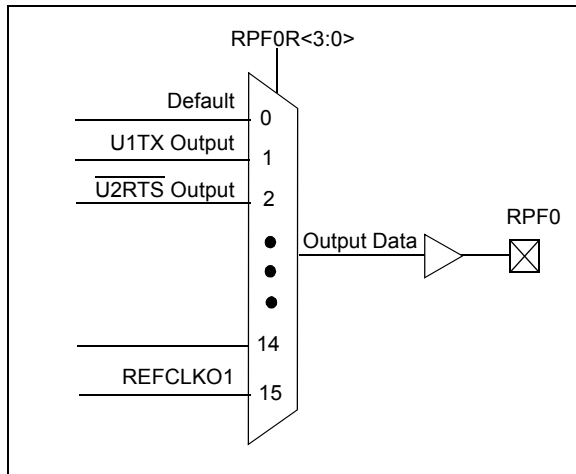 RPF0R<3:0>
Default
0
U1TX Output
1
U2RTS Output
2
Output Data
RPF0
14
REFCLKO1
15